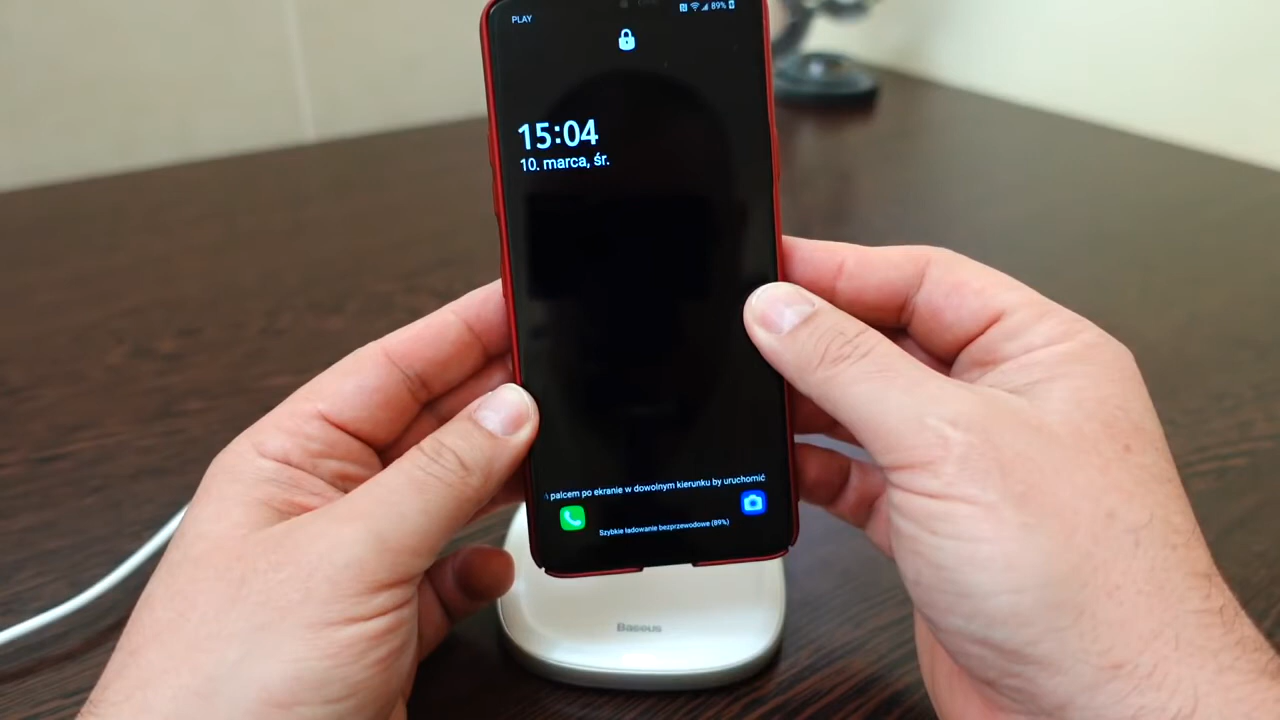 PLAY
89%
15:04
10. marca, śr.
palcem po ekranie w dowolnym kierunku by uruchomić
Szybkie ładowanie bezprzewodowe (89%)
Baseus